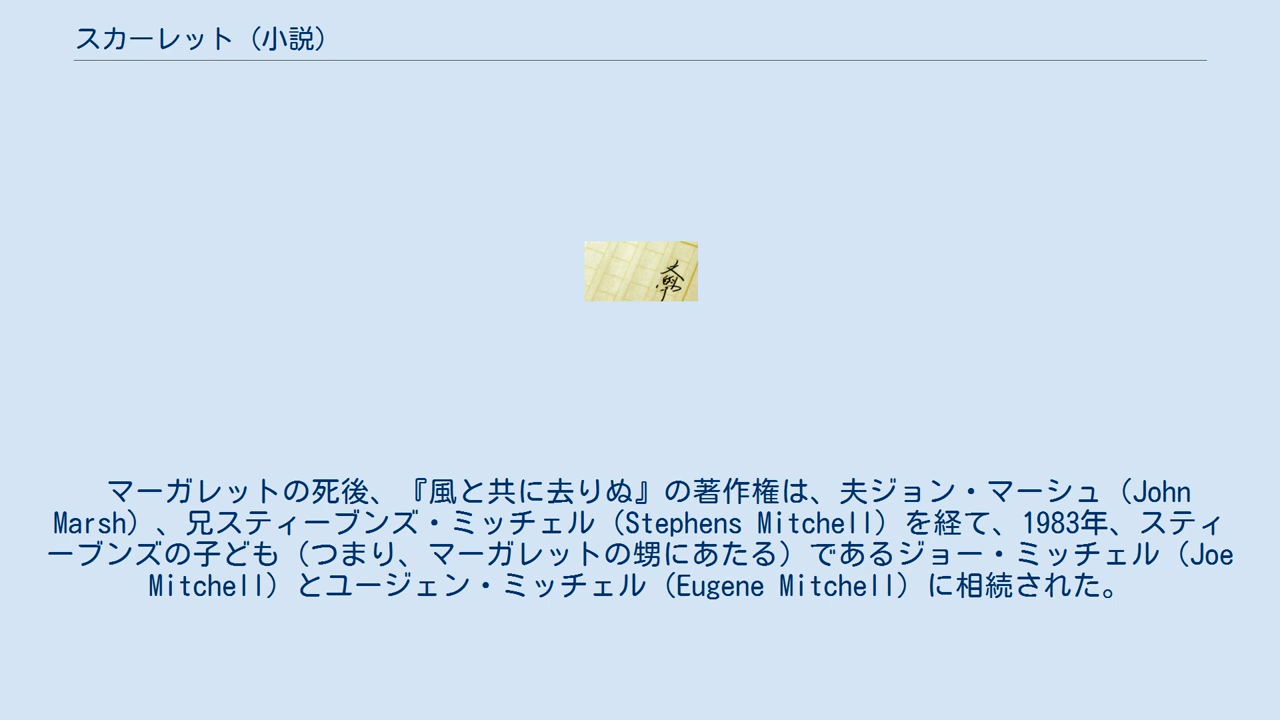 スカーレット（小説）
マーガレットの死後、『風と共に去りぬ』の著作権は、夫ジョン・マーシュ（John
Marsh）、兄スティーブンズ・ミッチェル（Stephens Mitchell）を経て、1983年、スティ
ーブンズの子ども（つまり、マーガレットの甥にあたる）であるジョー・ミッチェル（Joe
Mitchell）とユージェン・ミッチェル（Eugene Mitchell）に相続された。